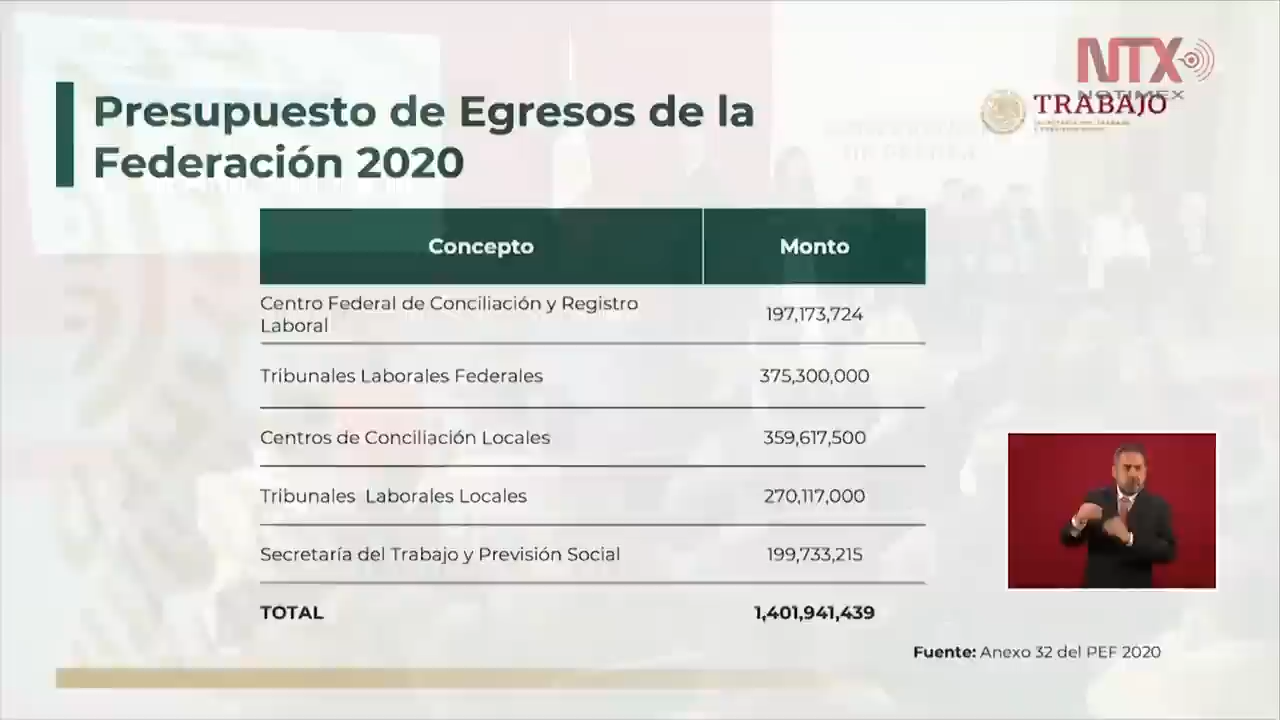 NTX
NOTIMEX
TRABAJO
Presupuesto de Egresos de la
Federación 2020
Concepto Monto
Centro Federal de Conciliación y Registro
Laboral 197,173,724
Tribunales Laborales Federales 375,300,000
Centros de Conciliación Locales 359,617,500
Tribunales Laborales Locales 270,117,000
Secretaría del Trabajo y Previsión Social 199,733,215
TOTAL 1,401,941,439
Fuente: Anexo 32 del PEF 2020